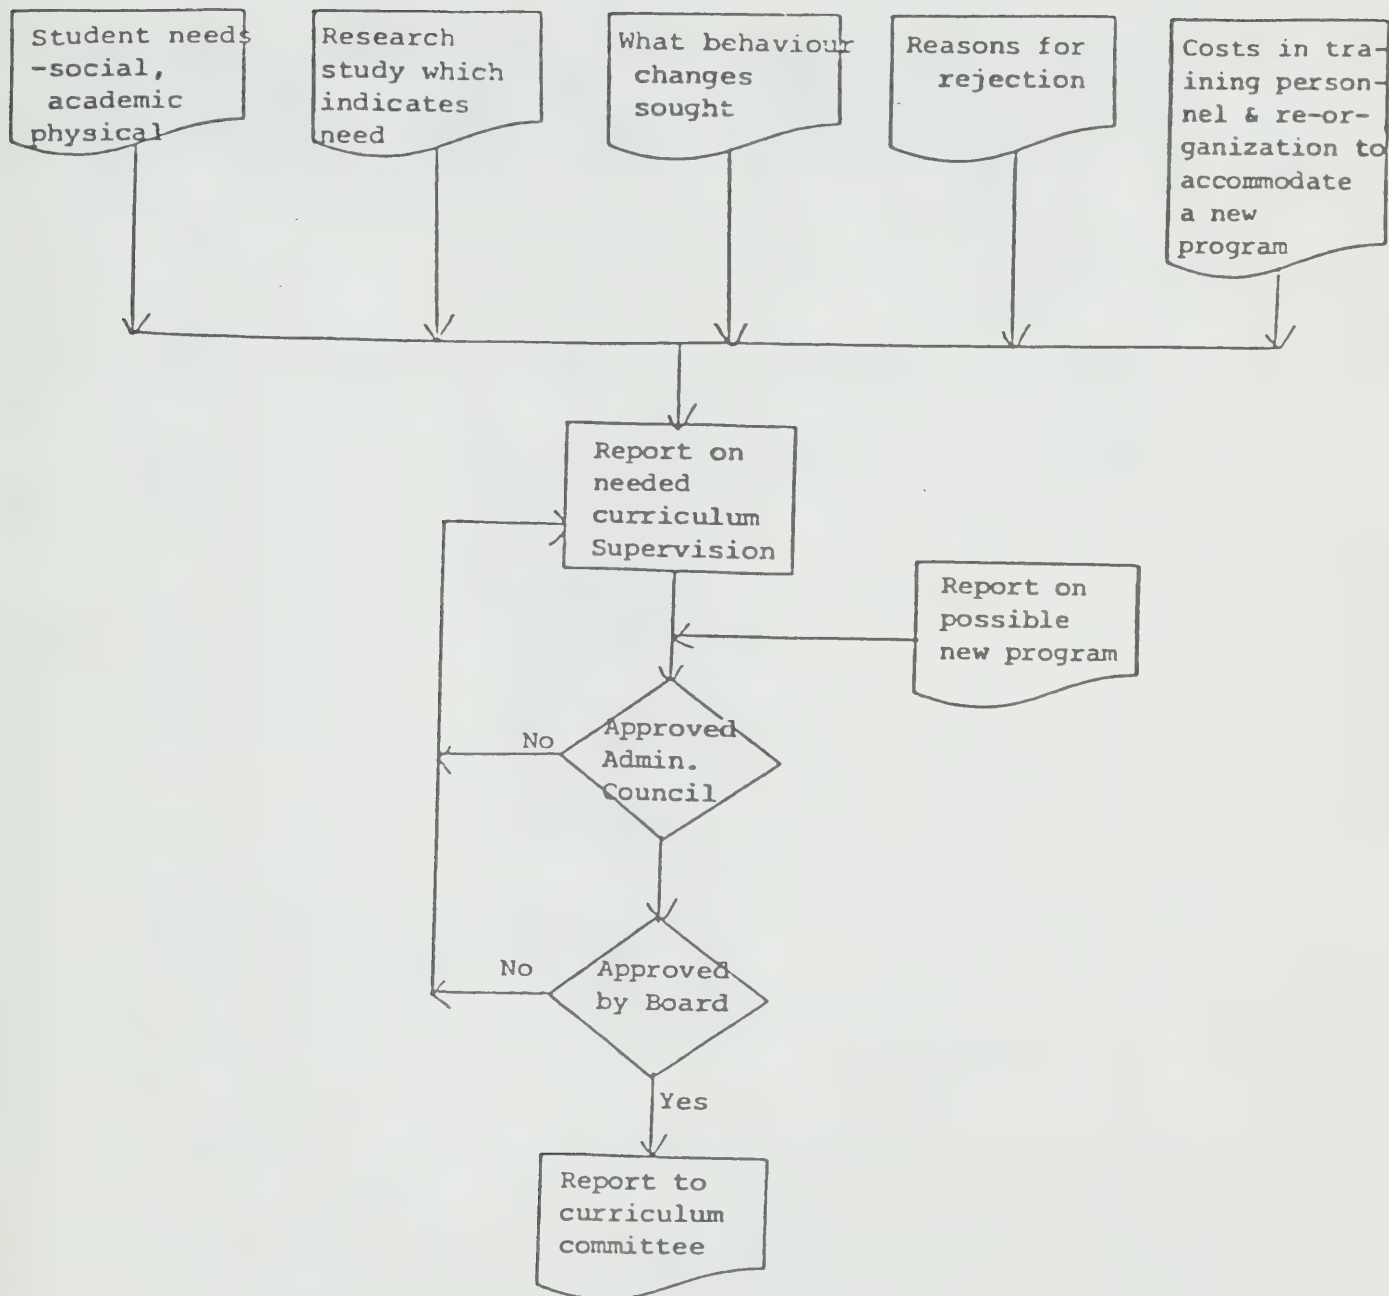 Student needs
-social,
academic
physical
Research
study which
indicates
need
What behaviour
changes
sought
Reasons for
rejection
Costs in tra-
ining person-
nel & re-or-
ganization to
accommodate
a new
program
Report on
needed
curriculum
Supervision
Report on
possible
new program
No
Approved
Admin.
Council
No
Approved
by Board
Yes
Report to
curriculum
committee